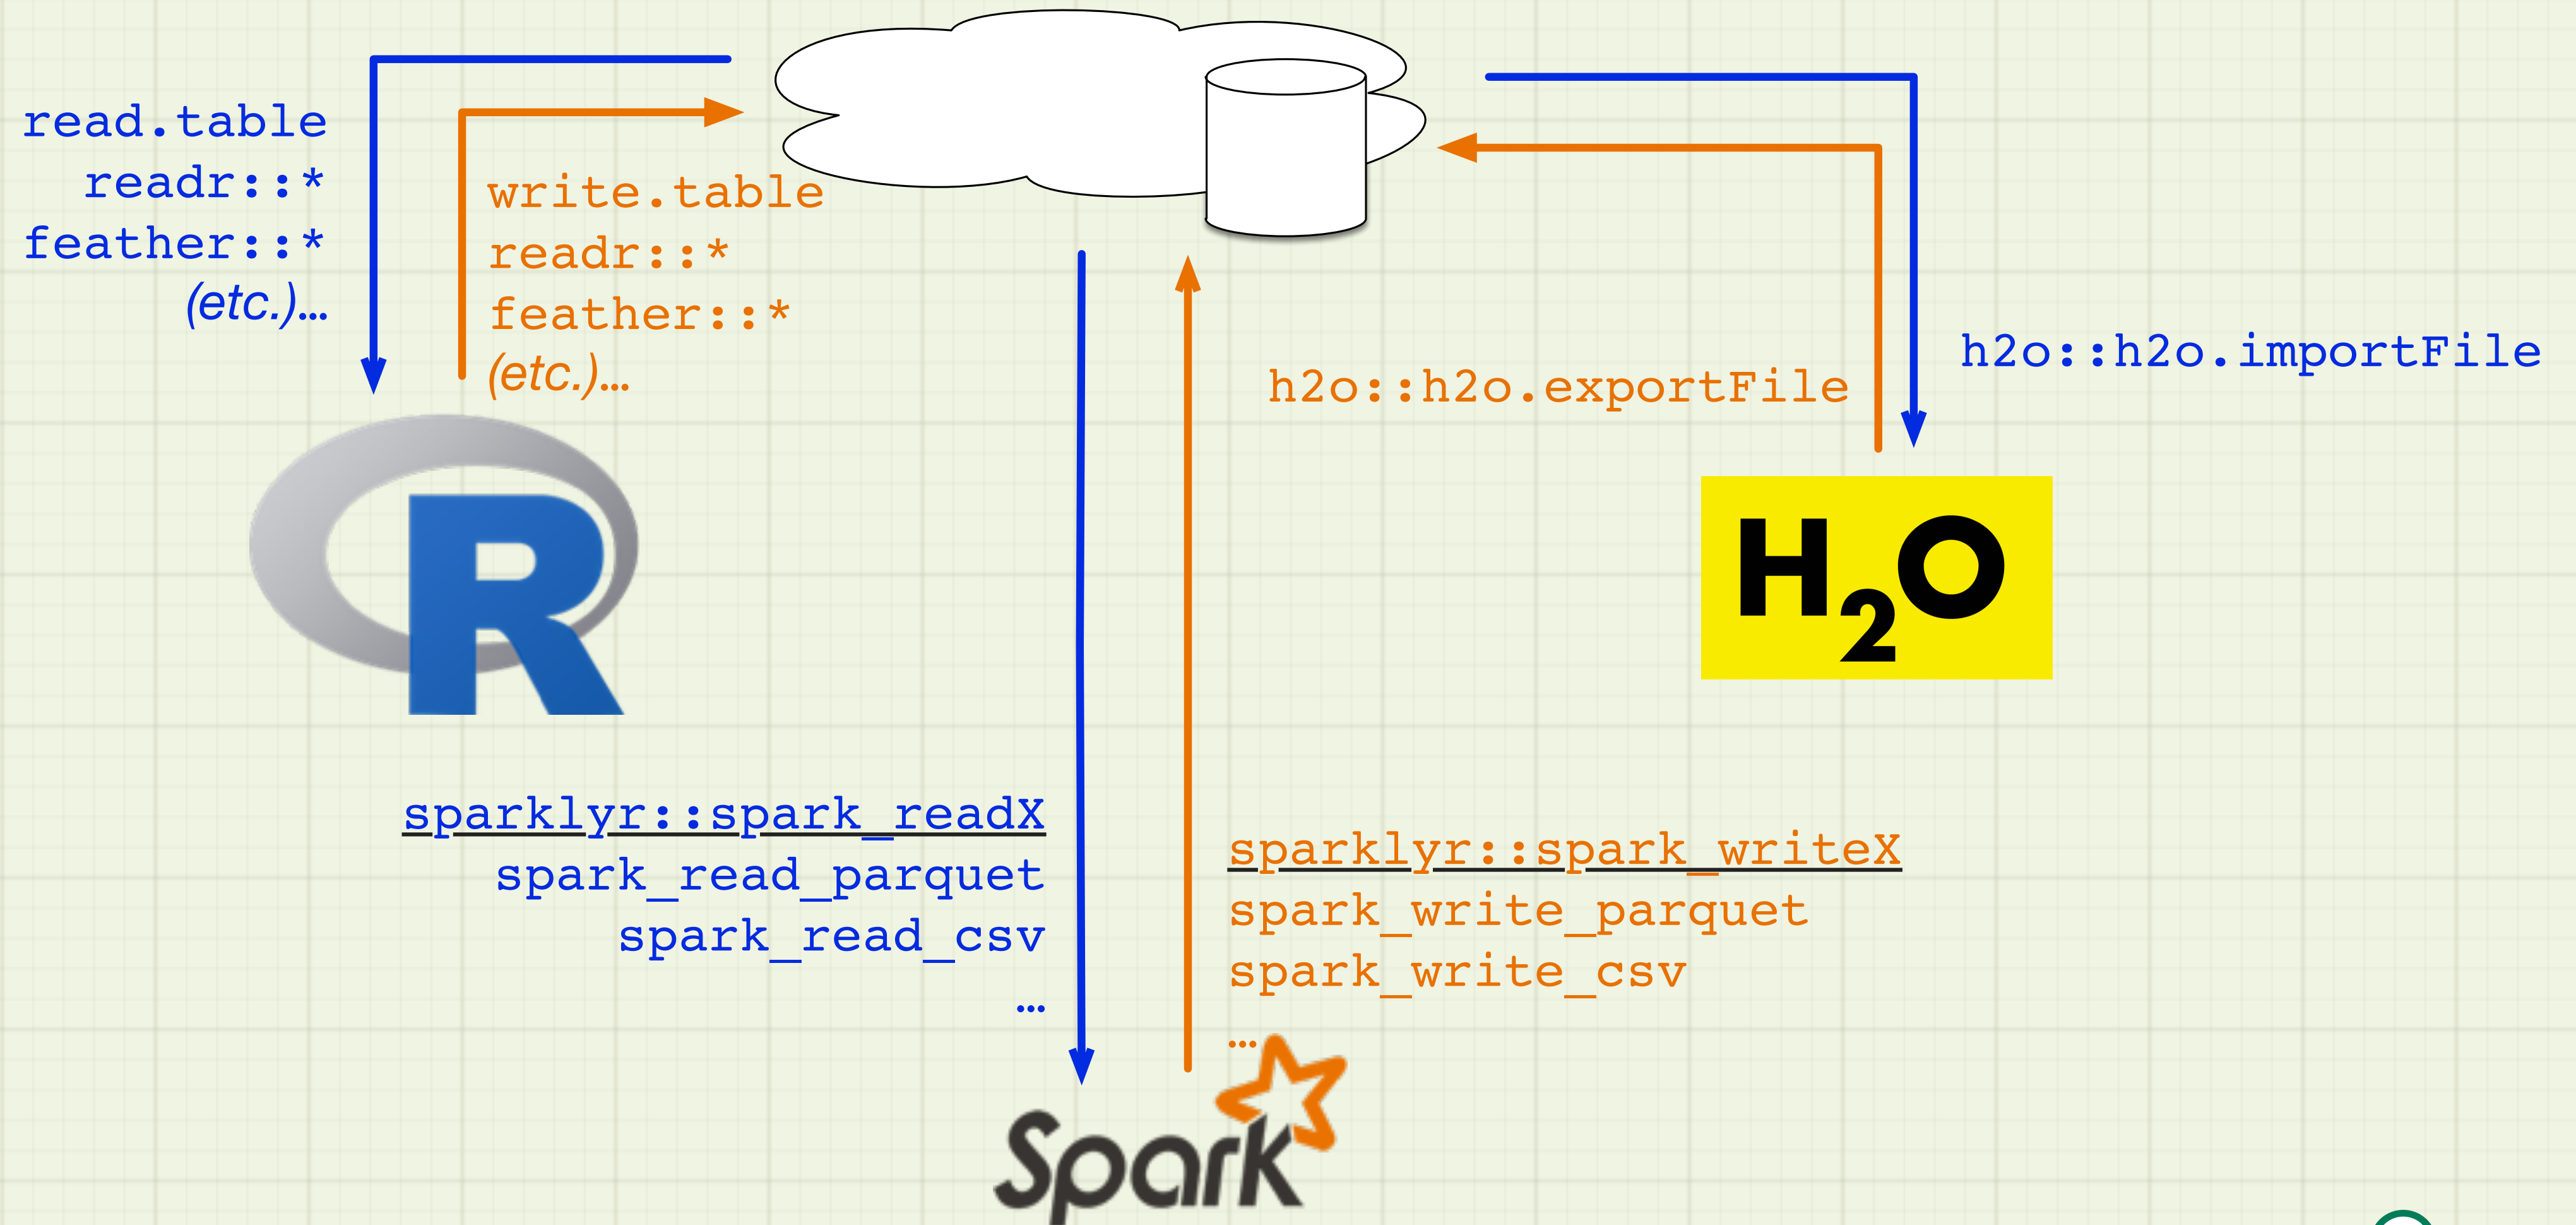 read.table
readr::*
feather::*
(etc.)…
write.table
readr::*
feather::*
(etc.)…
h2o::h2o.exportFile
h2o::h2o.importFile
R
H2O
sparklyr::spark_readX
spark_read_parquet
spark_read_csv
…
sparklyr::spark_writeX
spark_write_parquet
spark_write_csv
…
Spark